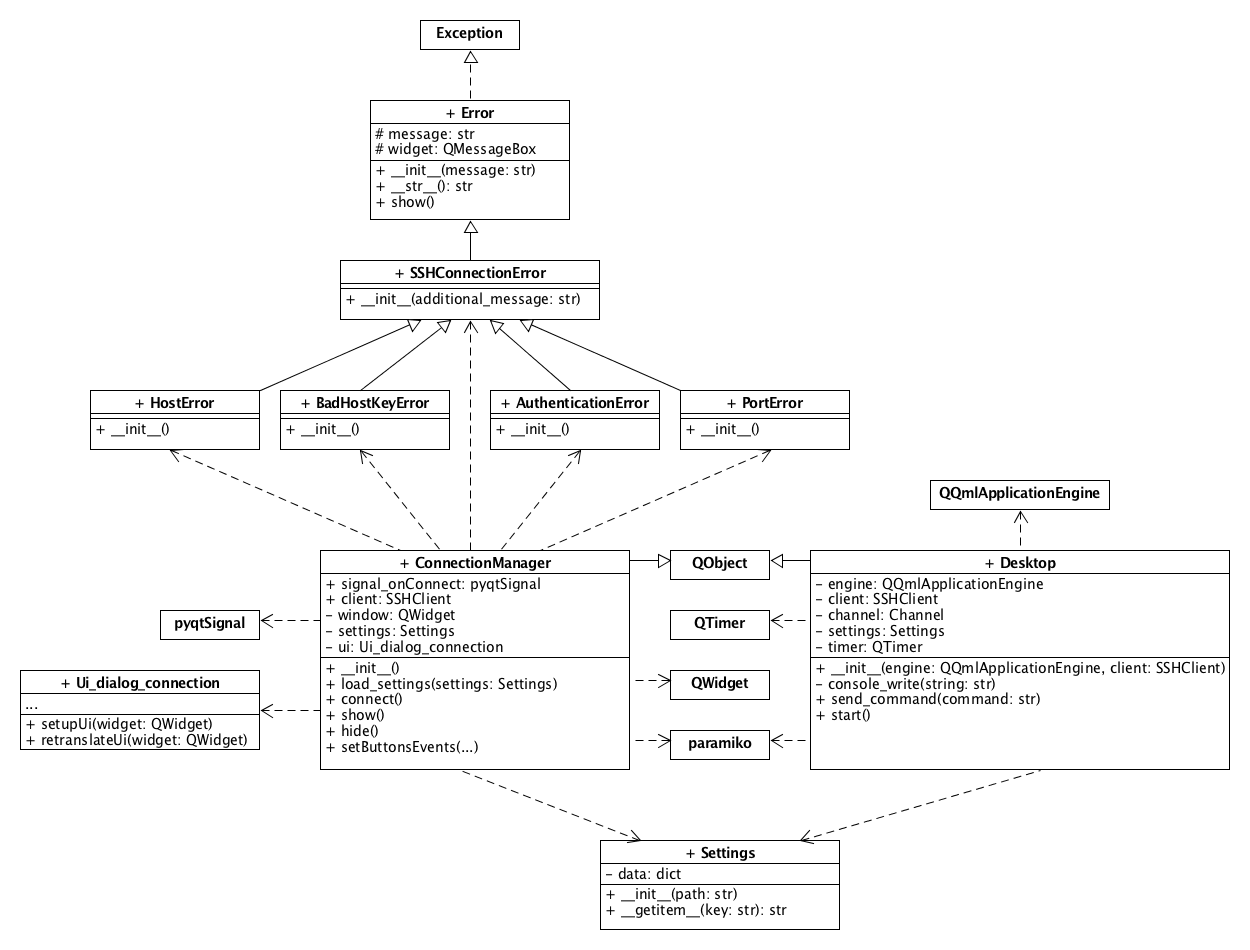 Exception
+ Error
# message: str
# widget: QMessageBox
+ __init__(message: str)
+ __str__(): str
+ show()
+ SSHConnectionError
+ __init__(additional_message: str)
+ HostError
+ __init__()
+ BadHostKeyError
+ __init__()
+ AuthenticationError
+ __init__()
+ PortError
+ __init__()
QQmlApplicationEngine
+ ConnectionManager
+ signal_onConnect: pyqtSignal
+ client: SSHClient
– window: QWidget
– settings: Settings
– ui: Ui_dialog_connection
+ __init__()
+ load_settings(settings: Settings)
+ connect()
+ show()
+ hide()
+ setButtonsEvents(...)
QObject
+ Desktop
– engine: QQmlApplicationEngine
– client: SSHClient
– channel: Channel
– settings: Settings
– timer: QTimer
+ __init__(engine: QQmlApplicationEngine, client: SSHClient)
– console_write(string: str)
+ send_command(command: str)
+ start()
pyqtSignal
QTimer
+ Ui_dialog_connection
...
+ setupUi(widget: QWidget)
+ retranslateUi(widget: QWidget)
QWidget
paramiko
+ Settings
– data: dict
+ __init__(path: str)
+ __getitem__(key: str): str